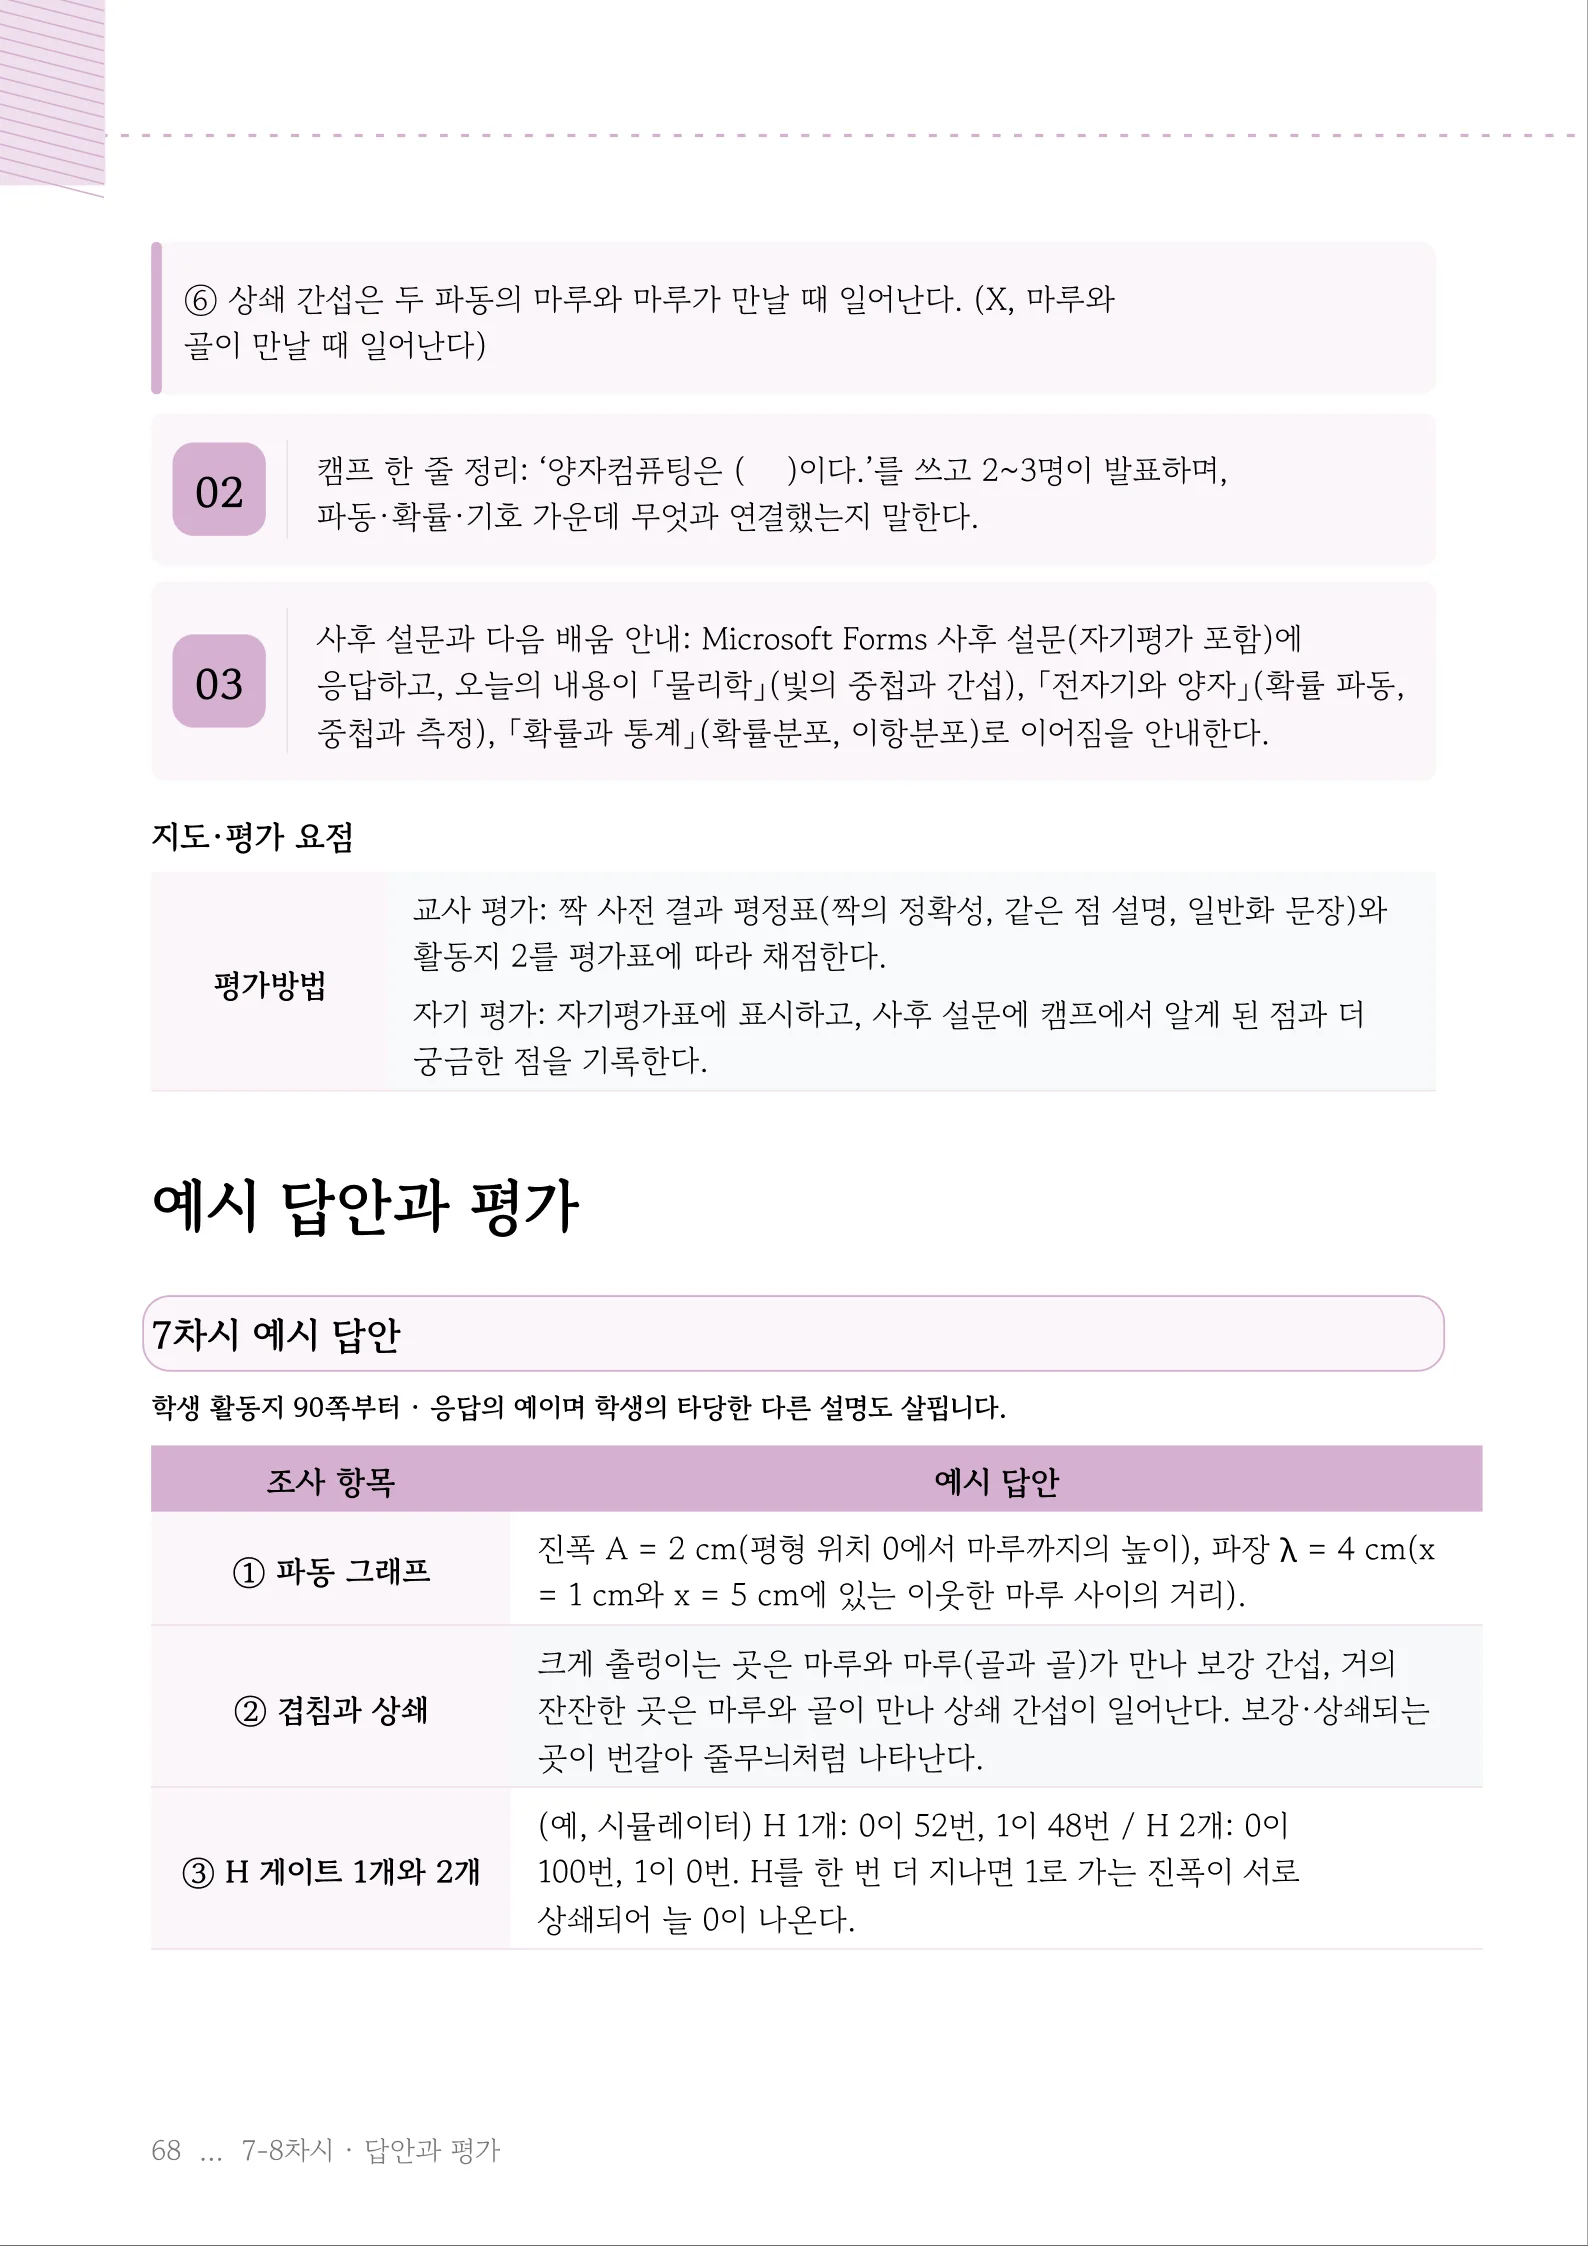 ⑥ 상쇄 간섭은 두 파동의 마루와 마루가 만날 때 일어난다. (X, 마루와
골이 만날 때 일어난다)
02
캠프 한 줄 정리: ‘양자컴퓨팅은 (    )이다.’를 쓰고 2~3명이 발표하며,
파동·확률·기호 가운데 무엇과 연결했는지 말한다.
03
사후 설문과 다음 배움 안내: Microsoft Forms 사후 설문(자기평가 포함)에
응답하고, 오늘의 내용이 「물리학」(빛의 중첩과 간섭), 「전자기와 양자」(확률 파동,
중첩과 측정), 「확률과 통계」(확률분포, 이항분포)로 이어짐을 안내한다.
지도·평가 요점
평가방법
교사 평가: 짝 사전 결과 평정표(짝의 정확성, 같은 점 설명, 일반화 문장)와
활동지 2를 평가표에 따라 채점한다.
자기 평가: 자기평가표에 표시하고, 사후 설문에 캠프에서 알게 된 점과 더
궁금한 점을 기록한다.
예시 답안과 평가
7차시 예시 답안
학생 활동지 90쪽부터 · 응답의 예이며 학생의 타당한 다른 설명도 살핍니다.
조사 항목
예시 답안
① 파동 그래프
진폭 A = 2 cm(평형 위치 0에서 마루까지의 높이), 파장 λ = 4 cm(x
= 1 cm와 x = 5 cm에 있는 이웃한 마루 사이의 거리).
② 겹침과 상쇄
크게 출렁이는 곳은 마루와 마루(골과 골)가 만나 보강 간섭, 거의
잔잔한 곳은 마루와 골이 만나 상쇄 간섭이 일어난다. 보강·상쇄되는
곳이 번갈아 줄무늬처럼 나타난다.
③ H 게이트 1개와 2개
(예, 시뮬레이터) H 1개: 0이 52번, 1이 48번 / H 2개: 0이
100번, 1이 0번. H를 한 번 더 지나면 1로 가는 진폭이 서로
상쇄되어 늘 0이 나온다.
68 ... 7-8차시 · 답안과 평가